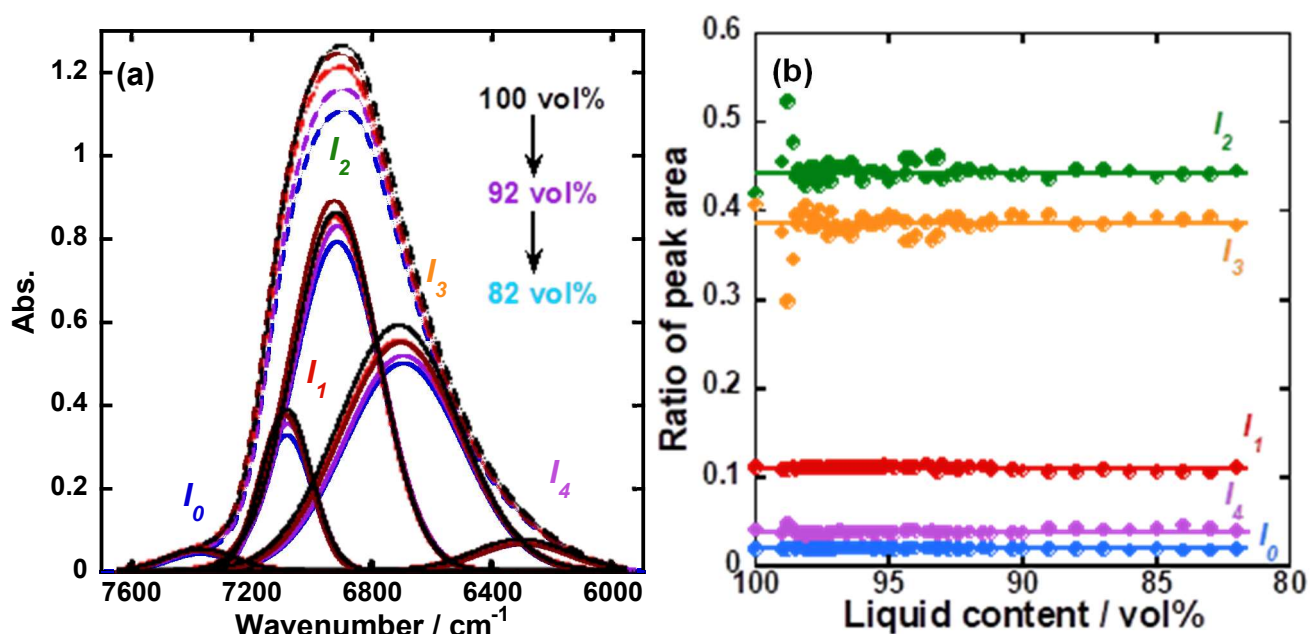 (a)
100 vol%
92 vol%
82 vol%
I2
I3
I1
I0
I4
Abs.
1.2
1
0.8
0.6
0.4
0.2
0
7600 7200 6800 6400 6000
Wavenumber / cm-1
(b)
Ratio of peak area
0.6
0.5
0.4
0.3
0.2
0.1
0
I2
I3
I1
I4
I0
100 95 90 85 80
Liquid content / vol%